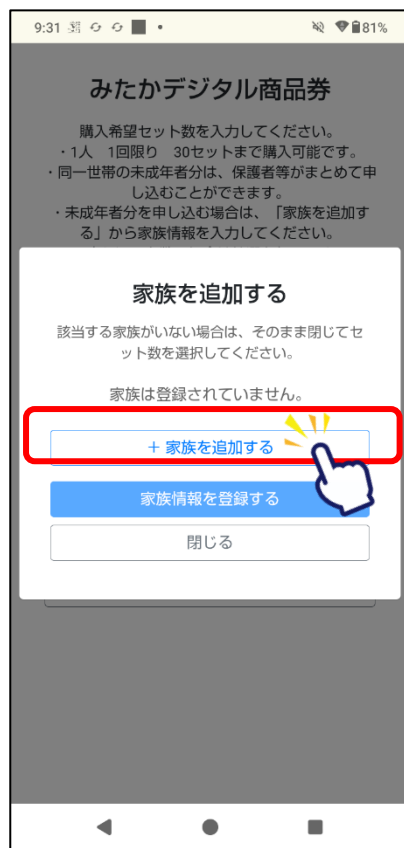 9:31
81%
みたかデジタル商品券
購入希望セット数を入力してください。
・1人　1回限り　30セットまで購入可能です。
・同一世帯の未成年者分は、保護者等がまとめて申
し込むことができます。
・未成年者分を申し込む場合は、「家族を追加す
る」から家族情報を入力してください。
家族を追加する
該当する家族がいない場合は、そのまま閉じてセ
ット数を選択してください。
家族は登録されていません。
+ 家族を追加する
家族情報を登録する
閉じる